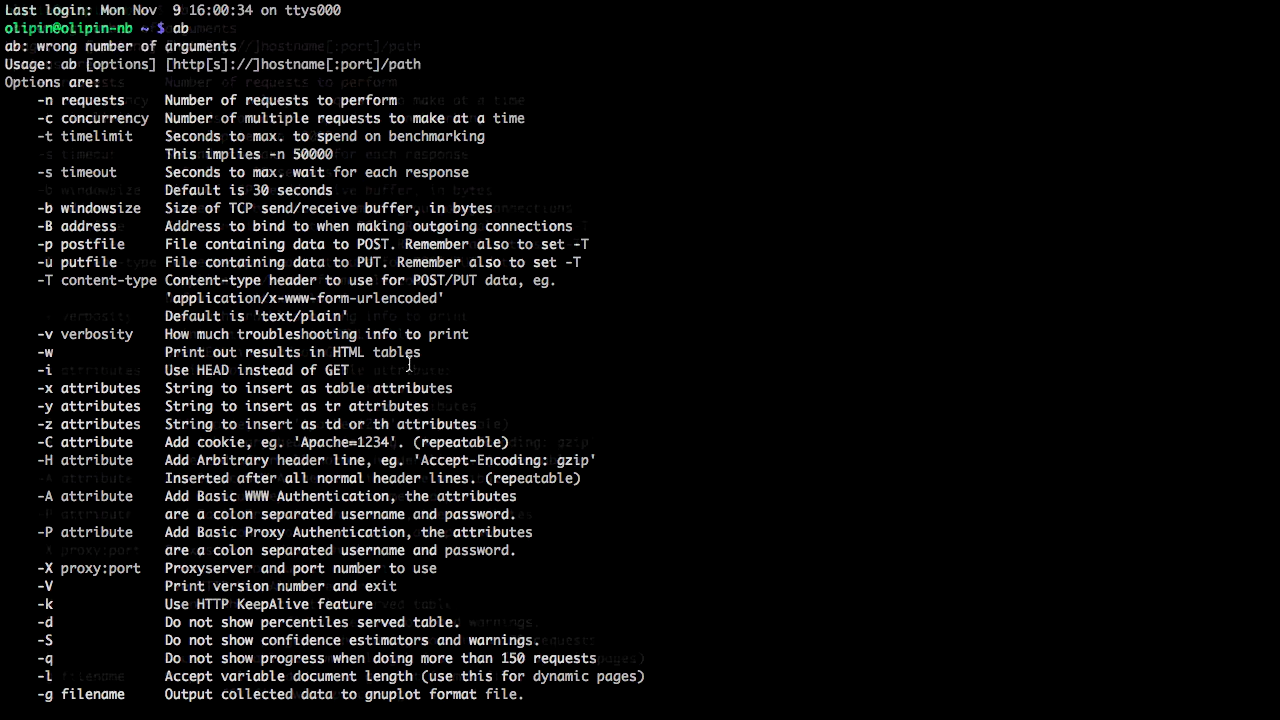 Last login: Mon Nov  9 16:00:34 on ttys000
olipin@olipin-nb ~ $ ab
ab: wrong number of arguments
Usage: ab [options] [http[s]://]hostname[:port]/path
Options are:
    -n requests     Number of requests to perform
    -c concurrency  Number of multiple requests to make at a time
    -t timelimit    Seconds to max. to spend on benchmarking
                    This implies -n 50000
    -s timeout      Seconds to max. wait for each response
                    Default is 30 seconds
    -b windowsize   Size of TCP send/receive buffer, in bytes
    -B address      Address to bind to when making outgoing connections
    -p postfile     File containing data to POST. Remember also to set -T
    -u putfile      File containing data to PUT. Remember also to set -T
    -T content-type Content-type header to use for POST/PUT data, eg.
                    'application/x-www-form-urlencoded'
                    Default is 'text/plain'
    -v verbosity    How much troubleshooting info to print
    -w              Print out results in HTML tables
    -i              Use HEAD instead of GET
    -x attributes   String to insert as table attributes
    -y attributes   String to insert as tr attributes
    -z attributes   String to insert as td or th attributes
    -C attribute    Add cookie, eg. 'Apache=1234'. (repeatable)
    -H attribute    Add Arbitrary header line, eg. 'Accept-Encoding: gzip'
                    Inserted after all normal header lines. (repeatable)
    -A attribute    Add Basic WWW Authentication, the attributes
                    are a colon separated username and password.
    -P attribute    Add Basic Proxy Authentication, the attributes
                    are a colon separated username and password.
    -X proxy:port   Proxyserver and port number to use
    -V              Print version number and exit
    -k              Use HTTP KeepAlive feature
    -d              Do not show percentiles served table.
    -S              Do not show confidence estimators and warnings.
    -q              Do not show progress when doing more than 150 requests
    -l              Accept variable document length (use this for dynamic pages)
    -g filename     Output collected data to gnuplot format file.